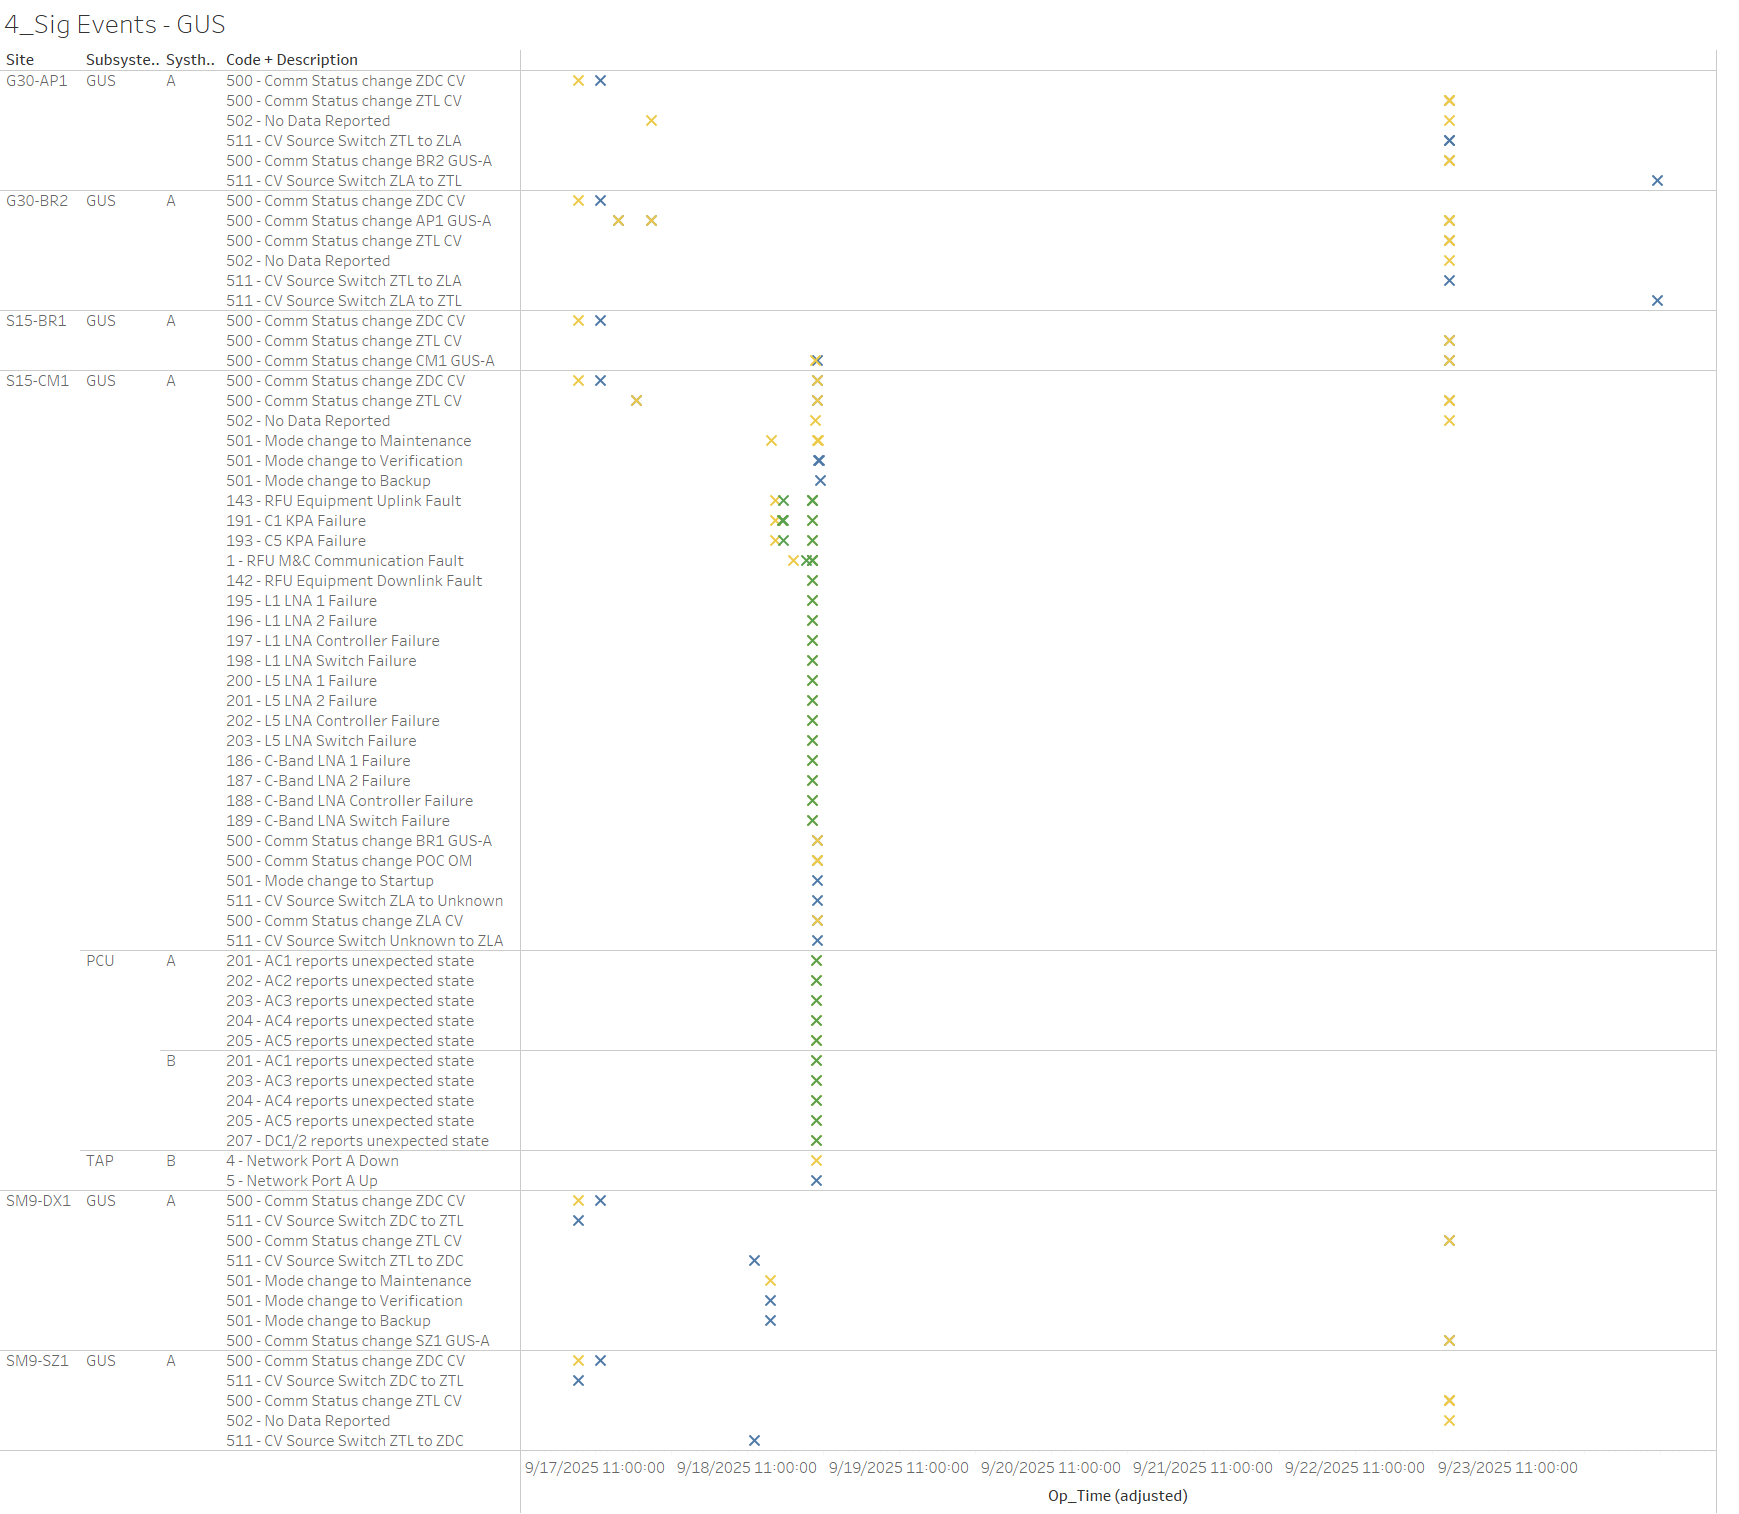 4_Sig Events - GUS
Site Subsyste.. Systh.. Code + Description
G30-AP1 GUS A 500 - Comm Status change ZDC CV
500 - Comm Status change ZTL CV
502 - No Data Reported
511 - CV Source Switch ZTL to ZLA
500 - Comm Status change BR2 GUS-A
511 - CV Source Switch ZLA to ZTL
G30-BR2 GUS A 500 - Comm Status change ZDC CV
500 - Comm Status change AP1 GUS-A
500 - Comm Status change ZTL CV
502 - No Data Reported
511 - CV Source Switch ZTL to ZLA
511 - CV Source Switch ZLA to ZTL
S15-BR1 GUS A 500 - Comm Status change ZDC CV
500 - Comm Status change ZTL CV
500 - Comm Status change CM1 GUS-A
S15-CM1 GUS A 500 - Comm Status change ZDC CV
500 - Comm Status change ZTL CV
502 - No Data Reported
501 - Mode change to Maintenance
501 - Mode change to Verification
501 - Mode change to Backup
143 - RFU Equipment Uplink Fault
191 - C1 KPA Failure
193 - C5 KPA Failure
1 - RFU M&C Communication Fault
142 - RFU Equipment Downlink Fault
195 - L1 LNA 1 Failure
196 - L1 LNA 2 Failure
197 - L1 LNA Controller Failure
198 - L1 LNA Switch Failure
200 - L5 LNA 1 Failure
201 - L5 LNA 2 Failure
202 - L5 LNA Controller Failure
203 - L5 LNA Switch Failure
186 - C-Band LNA 1 Failure
187 - C-Band LNA 2 Failure
188 - C-Band LNA Controller Failure
189 - C-Band LNA Switch Failure
500 - Comm Status change BR1 GUS-A
500 - Comm Status change POC OM
501 - Mode change to Startup
511 - CV Source Switch ZLA to Unknown
500 - Comm Status change ZLA CV
511 - CV Source Switch Unknown to ZLA
PCU A 201 - AC1 reports unexpected state
202 - AC2 reports unexpected state
203 - AC3 reports unexpected state
204 - AC4 reports unexpected state
205 - AC5 reports unexpected state
B 201 - AC1 reports unexpected state
203 - AC3 reports unexpected state
204 - AC4 reports unexpected state
205 - AC5 reports unexpected state
207 - DC1/2 reports unexpected state
TAP B 4 - Network Port A Down
5 - Network Port A Up
SM9-DX1 GUS A 500 - Comm Status change ZDC CV
511 - CV Source Switch ZDC to ZTL
500 - Comm Status change ZTL CV
511 - CV Source Switch ZTL to ZDC
501 - Mode change to Maintenance
501 - Mode change to Verification
501 - Mode change to Backup
500 - Comm Status change SZ1 GUS-A
SM9-SZ1 GUS A 500 - Comm Status change ZDC CV
511 - CV Source Switch ZDC to ZTL
500 - Comm Status change ZTL CV
502 - No Data Reported
511 - CV Source Switch ZTL to ZDC
9/17/2025 11:00:00 9/18/2025 11:00:00 9/19/2025 11:00:00 9/20/2025 11:00:00 9/21/2025 11:00:00 9/22/2025 11:00:00 9/23/2025 11:00:00
Op_Time (adjusted)